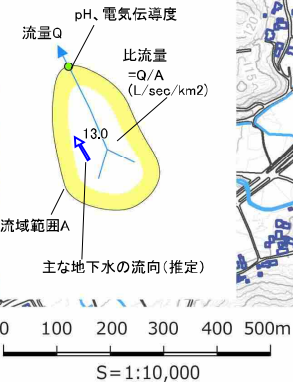 pH、電気伝導度
流量Q
比流量
=Q/A
(L/sec/km2)
13.0
流域範囲A
主な地下水の流向(推定)
0 100 200 300 400 500m
S=1:10,000